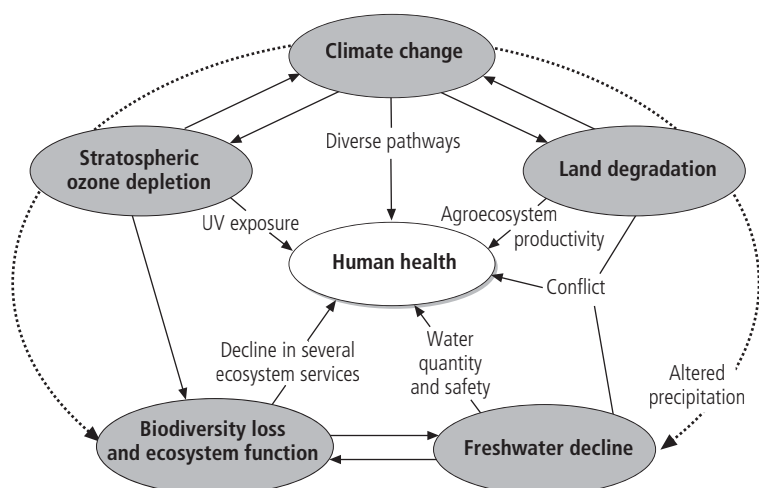 Climate change
Diverse pathways
Stratospheric
ozone depletion
Land degradation
UV exposure
Agroecosystem
productivity
Human health
Conflict
Decline in several
ecosystem services
Water
quantity
and safety
Altered
precipitation
Biodiversity loss
and ecosystem function
Freshwater decline